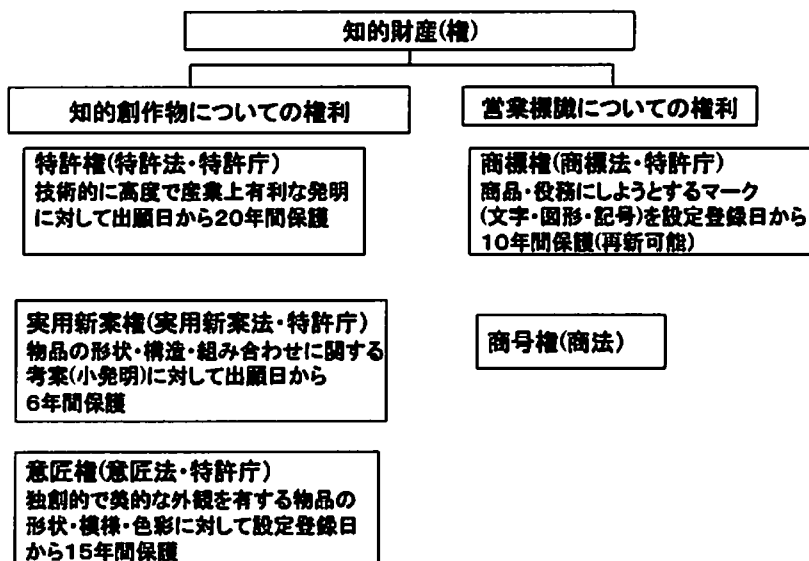 知的財産(権)
知的創作物についての権利
特許権(特許法・特許庁)
技術的に高度で産業上有利な発明
に対して出願日から20年間保護
実用新案権(実用新案法・特許庁)
物品の形状・構造・組み合わせに関する
考案(小発明)に対して出願日から
6年間保護
意匠権(意匠法・特許庁)
独創的で美的な外観を有する物品の
形状・模様・色彩に対して設定登録日
から15年間保護
営業標識についての権利
商標権(商標法・特許庁)
商品・役務にしようとするマーク
(文字・図形・記号)を設定登録日から
10年間保護(再新可能)
商号権(商法)